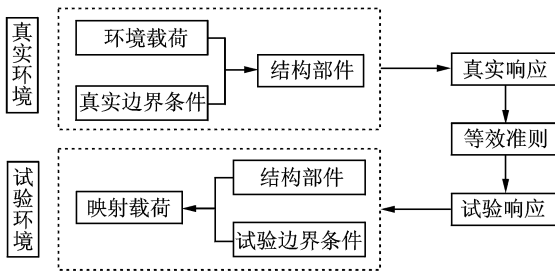 真实环境
环境载荷
真实边界条件
结构部件
真实响应
等效准则
试验响应
试验环境
结构部件
映射载荷
试验边界条件